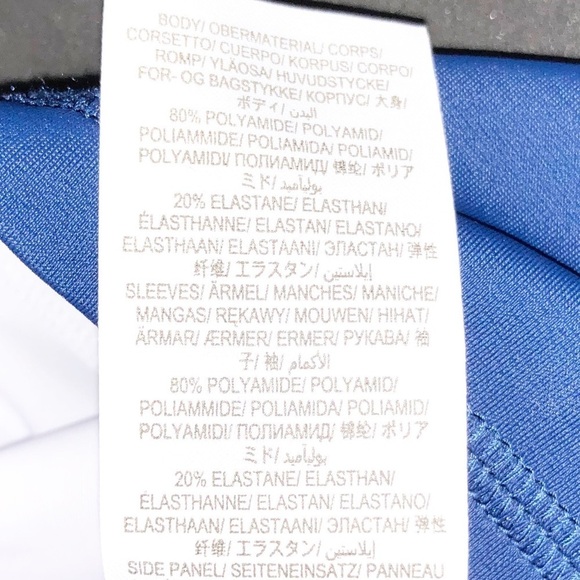 BODY/ OBERMATERIAL/ CORPS/
CORSETTO/ CUERPO/ KORPUS/ CORPO/
ROMP/ YLÄOSA/ HUVUDSTYCKE/
FOR- OG BAGSTYKKE/ КОРПУС/ 大身/
ボディ/ البدن/
80% POLYAMIDE/ POLYAMID/
POLIAMMIDE/ POLIAMIDA/ POLIAMID/
POLYAMIDI/ ПОЛИАМИД/ 锦纶/ ポリア
ミド/ بولياميد/
20% ELASTANE/ ELASTHAN/
ÉLASTHANNE/ ELASTAN/ ELASTANO/
ELASTHAAN/ ELASTAANI/ ЭЛАСТАН/ 弹性
纤维/ エラスタン/ إيلاستين/
SLEEVES/ ÄRMEL/ MANCHES/ MANICHE/
MANGAS/ RĘKAWY/ MOUWEN/ HIHAT/
ÄRMAR/ ÆRMER/ ERMER/ РУКАВА/ 袖
子/ 袖/ الأكمام/
80% POLYAMIDE/ POLYAMID/
POLIAMMIDE/ POLIAMIDA/ POLIAMID/
POLYAMIDI/ ПОЛИАМИД/ 锦纶/ ポリア
ミド/ بولياميد/
20% ELASTANE/ ELASTHAN/
ÉLASTHANNE/ ELASTAN/ ELASTANO/
ELASTHAAN/ ELASTAANI/ ЭЛАСТАН/ 弹性
纤维/ エラスタン/ إيلاستين/
SIDE PANEL/ SEITENEINSATZ/ PANNEAU